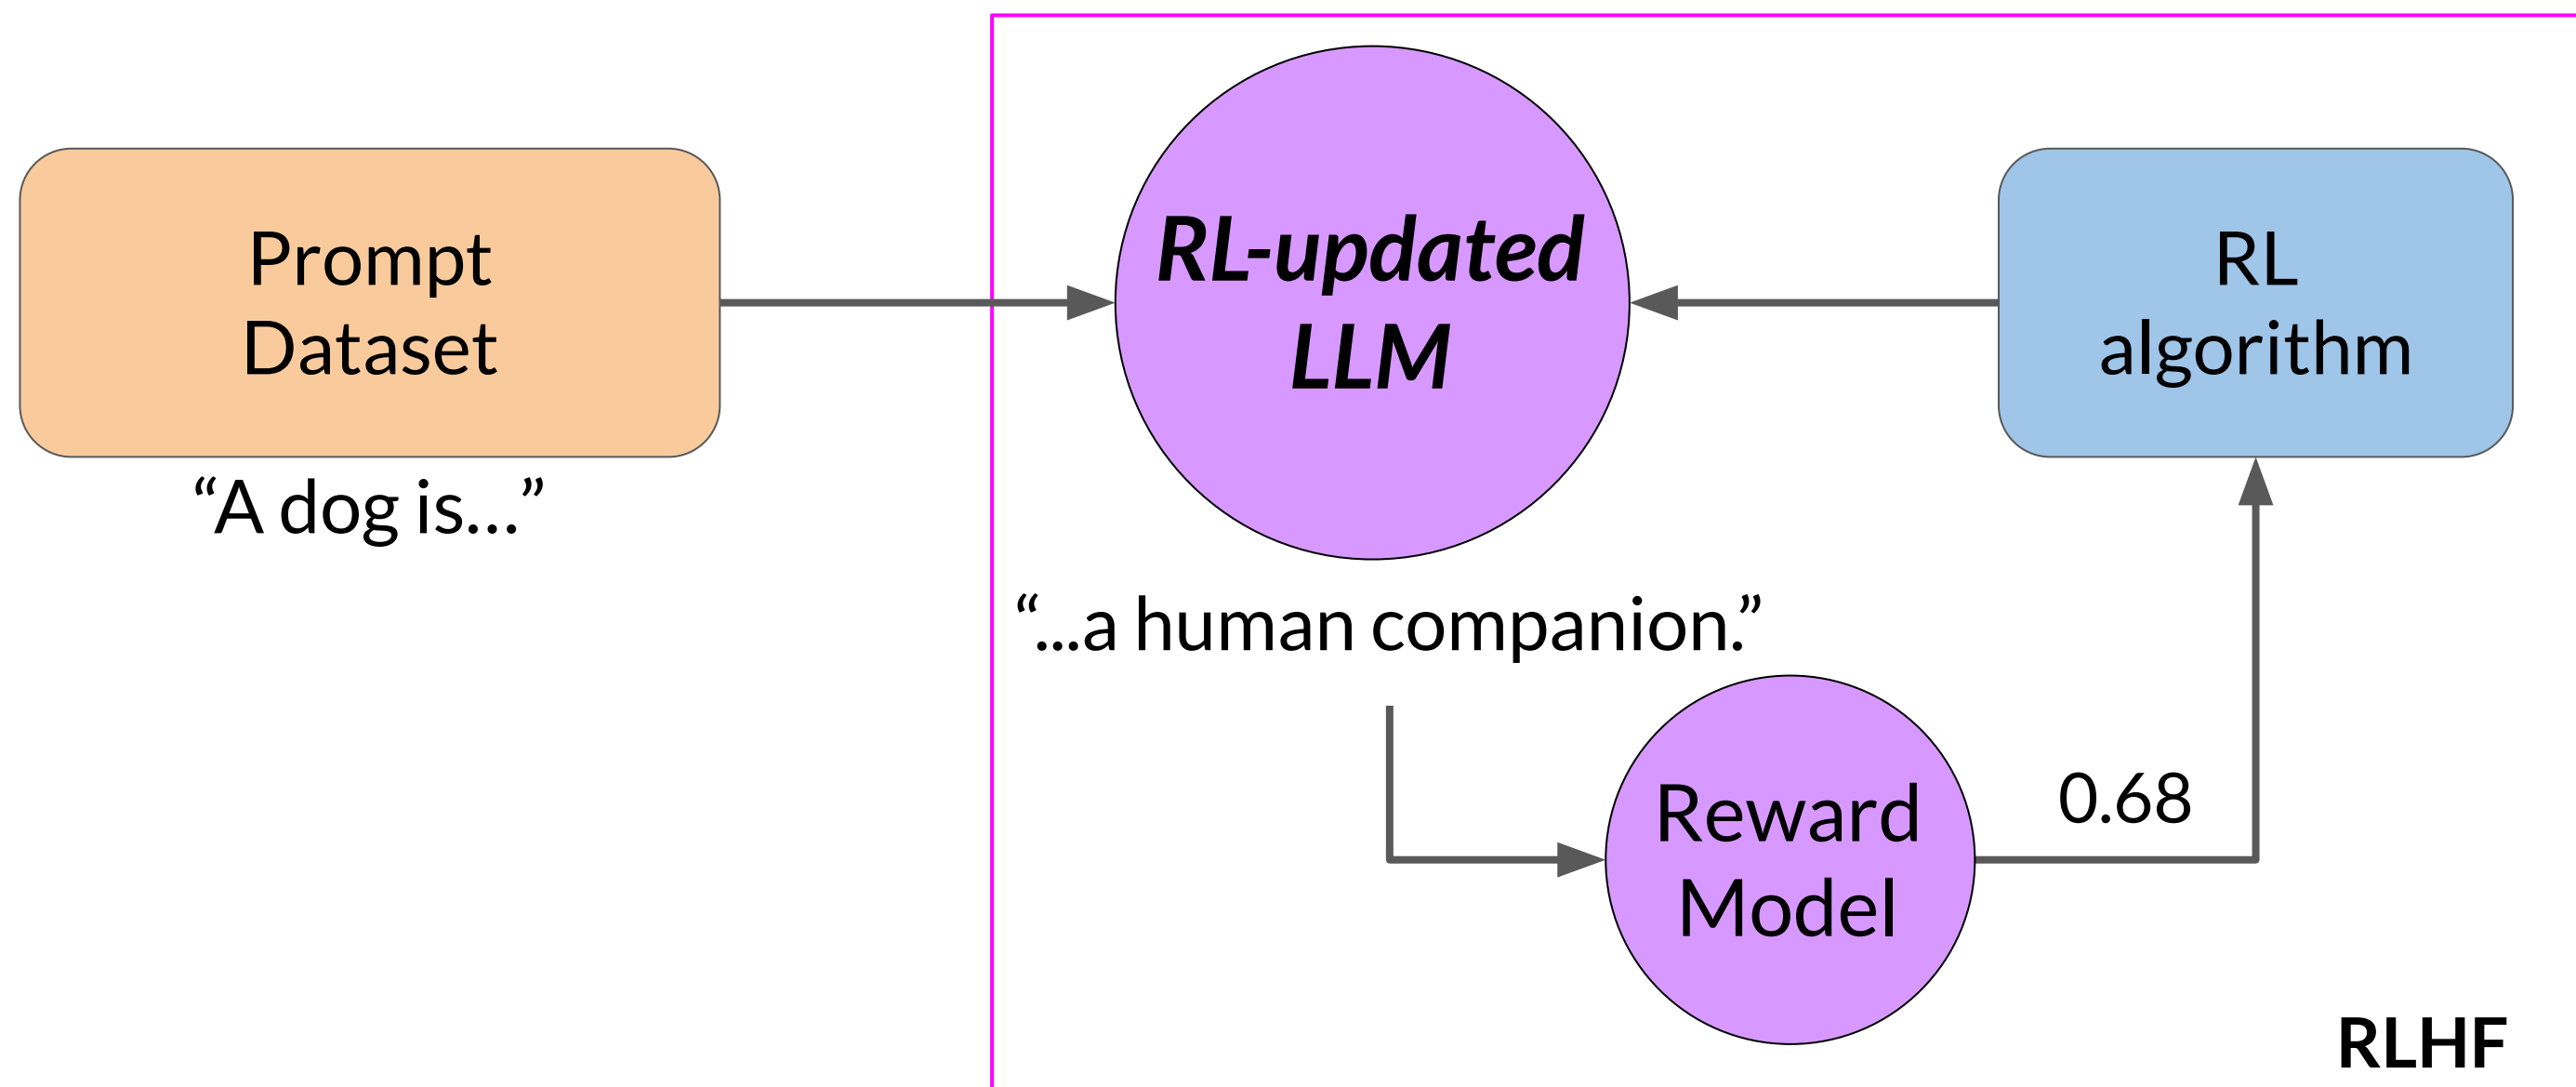 Prompt
Dataset
“A dog is…”
RL-updated
LLM
RL
algorithm
“...a human companion.”
Reward
Model
0.68
RLHF